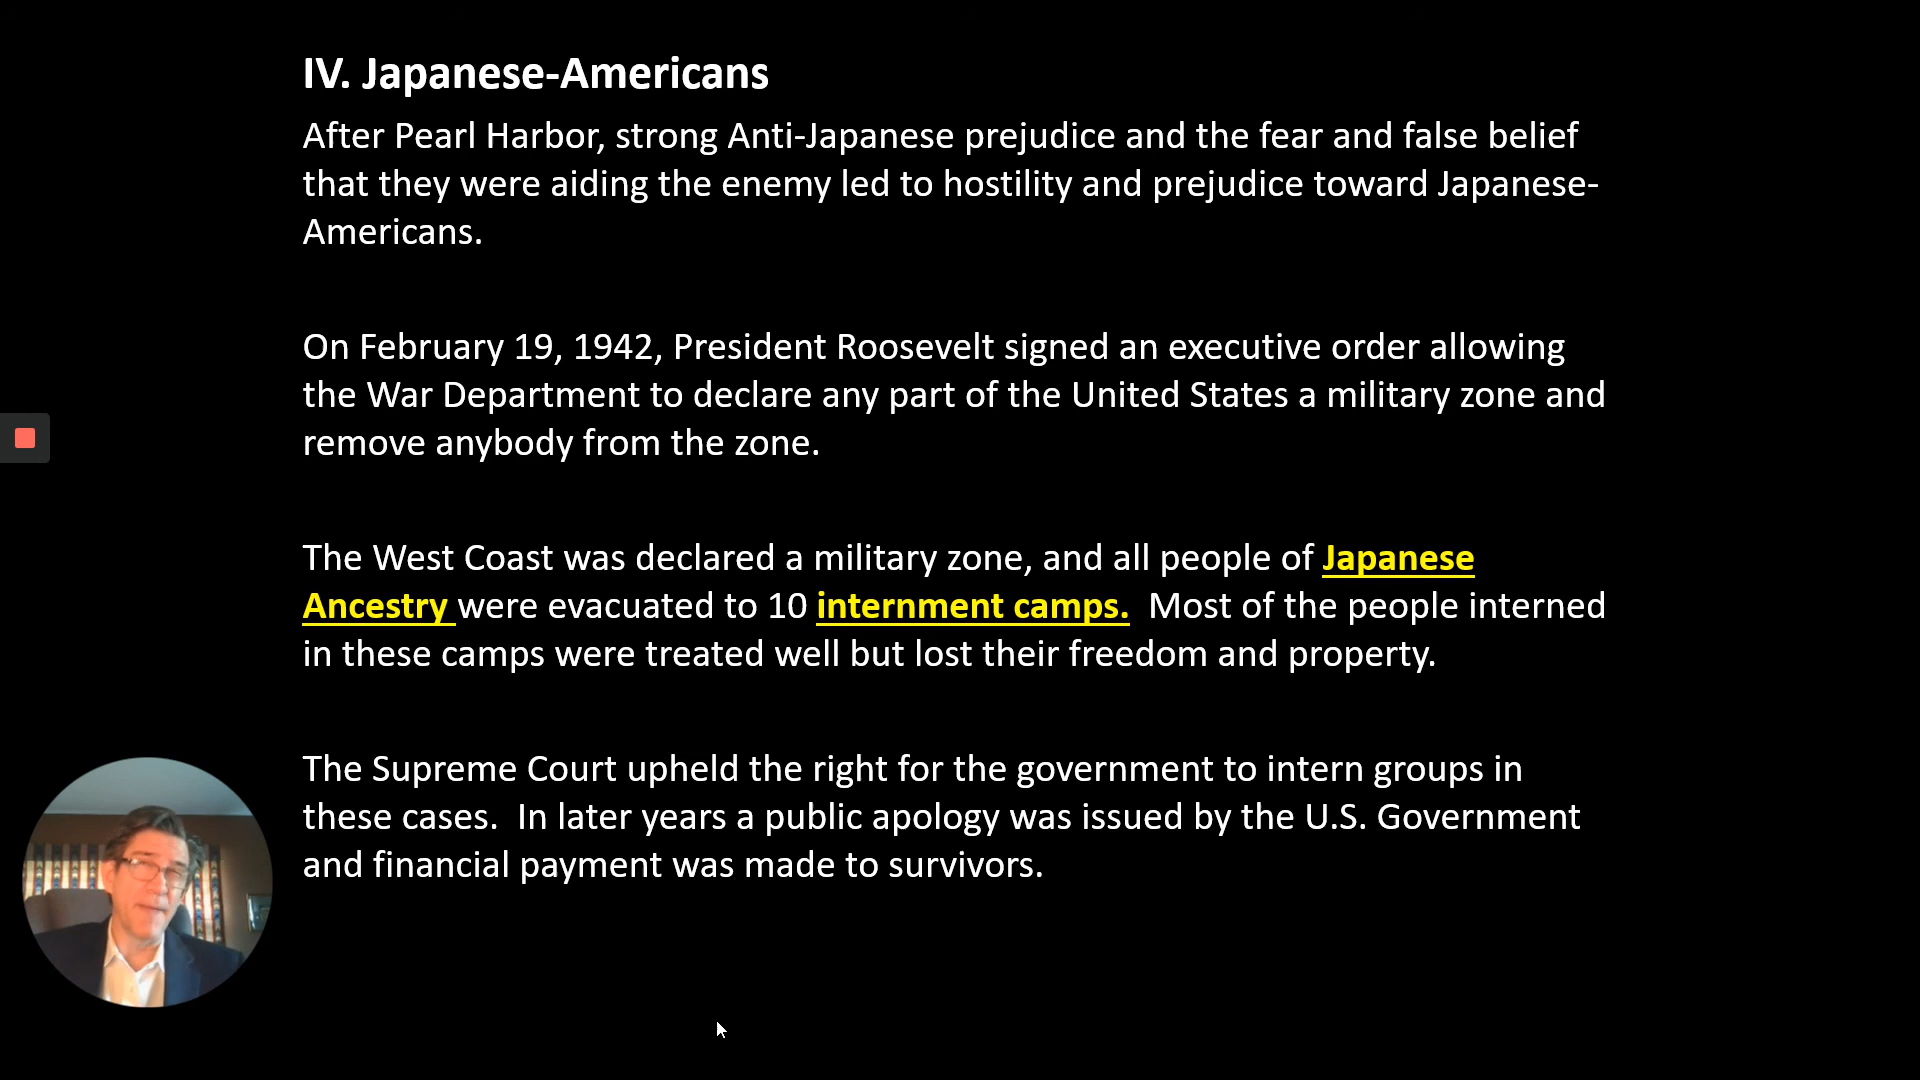 IV. Japanese-Americans
After Pearl Harbor, strong Anti-Japanese prejudice and the fear and false belief
that they were aiding the enemy led to hostility and prejudice toward Japanese-
Americans.
On February 19, 1942, President Roosevelt signed an executive order allowing
the War Department to declare any part of the United States a military zone and
remove anybody from the zone.
The West Coast was declared a military zone, and all people of Japanese
Ancestry were evacuated to 10 internment camps.  Most of the people interned
in these camps were treated well but lost their freedom and property.
The Supreme Court upheld the right for the government to intern groups in
these cases.  In later years a public apology was issued by the U.S. Government
and financial payment was made to survivors.